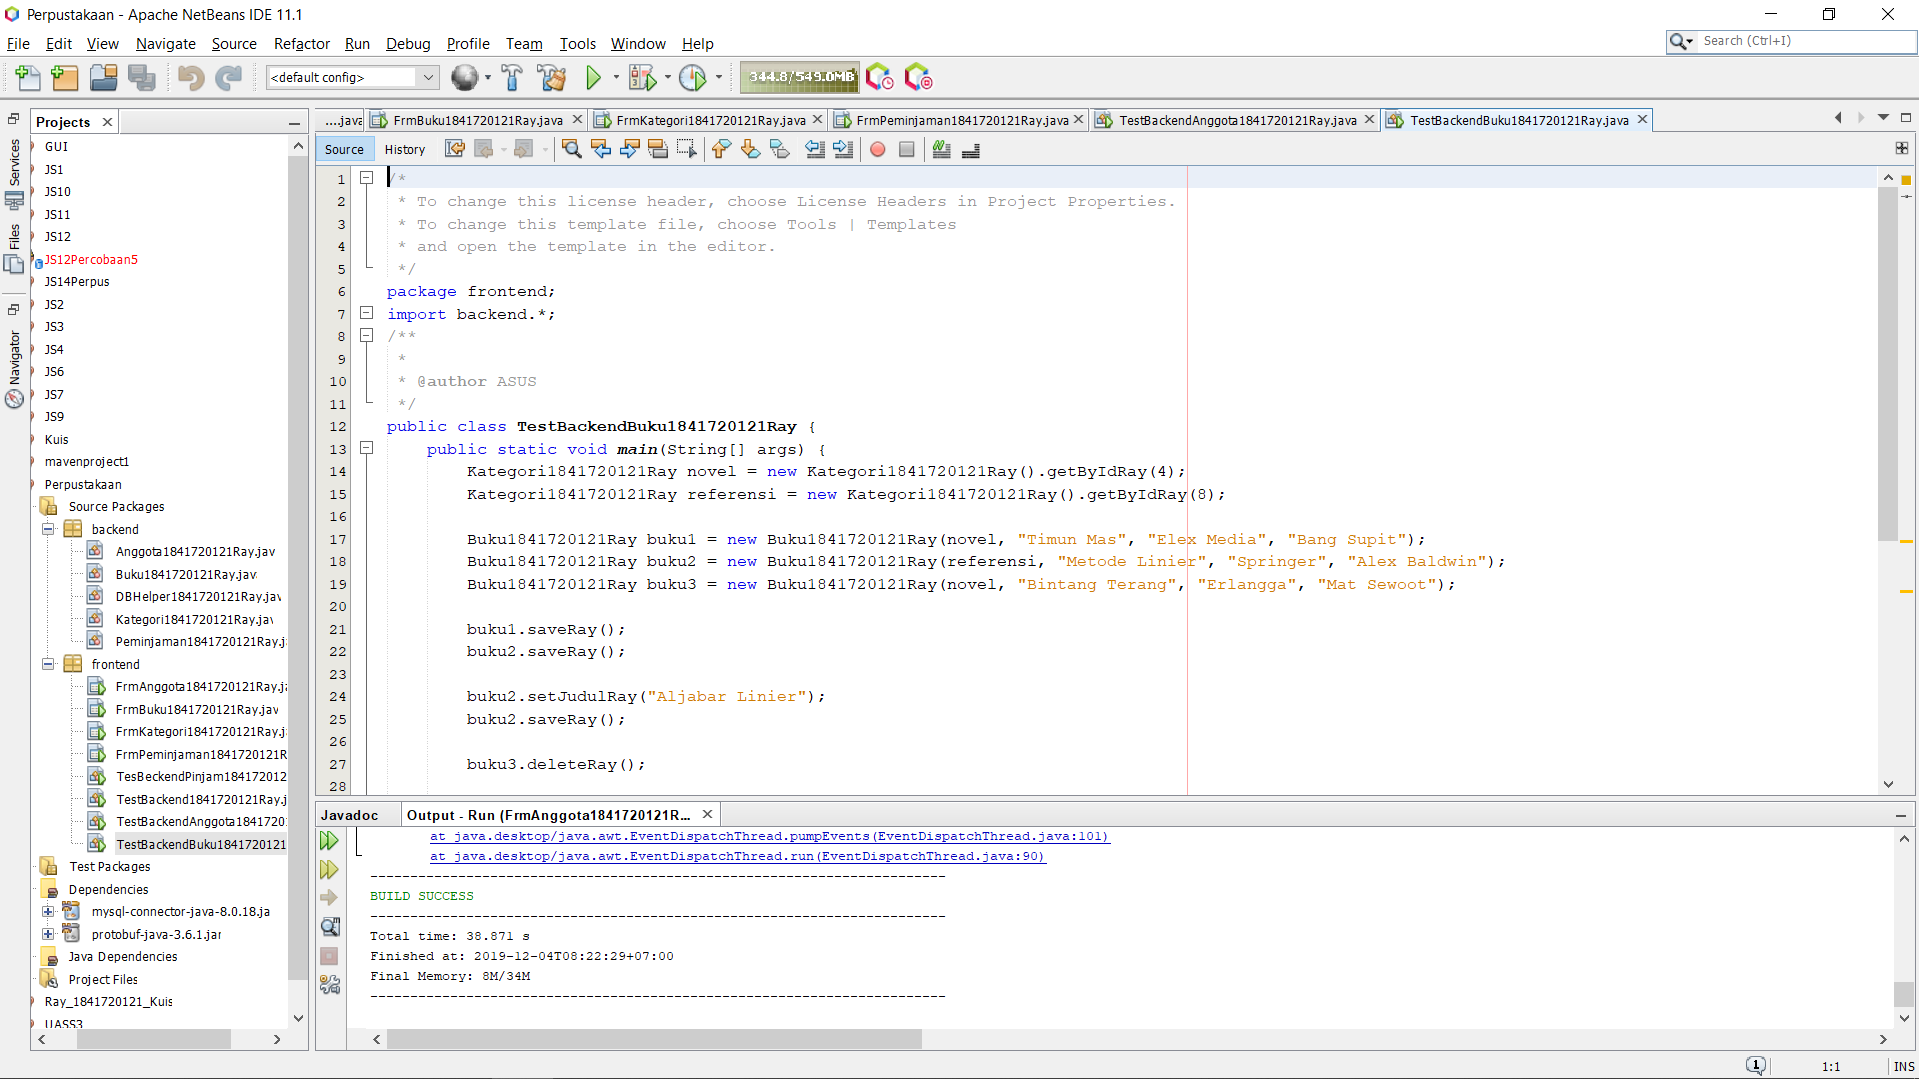 Perpustakaan - Apache NetBeans IDE 11.1
File Edit View Navigate Source Refactor Run Debug Profile Team Tools Window Help
Search (Ctrl+I)
<default config>
344.8/549.0MB
Projects
....java
FrmBuku1841720121Ray.java
FrmKategori1841720121Ray.java
FrmPeminjaman1841720121Ray.java
TestBackendAnggota1841720121Ray.java
TestBackendBuku1841720121Ray.java
Services
Files
Navigator
GUI
JS1
JS10
JS11
JS12
JS12Percobaan5
JS14Perpus
JS2
JS3
JS4
JS6
JS7
JS9
Kuis
mavenproject1
Perpustakaan
Source Packages
backend
Anggota1841720121Ray.jav
Buku1841720121Ray.java
DBHelper1841720121Ray.jav
Kategori1841720121Ray.jav
Peminjaman1841720121Ray.j
frontend
FrmAnggota1841720121Ray.ja
FrmBuku1841720121Ray.jav
FrmKategori1841720121Ray.j
FrmPeminjaman1841720121R
TesBeckendPinjam184172012
TestBackend1841720121Ray.j
TestBackendAnggota1841720
TestBackendBuku1841720121
Test Packages
Dependencies
mysql-connector-java-8.0.18.ja
protobuf-java-3.6.1.jar
Java Dependencies
Project Files
Ray_1841720121_Kuis
UASS3
Source History
1 /*
2 * To change this license header, choose License Headers in Project Properties.
3 * To change this template file, choose Tools | Templates
4 * and open the template in the editor.
5 */
6 package frontend;
7 import backend.*;
8 /**
9 *
10 * @author ASUS
11 */
12 public class TestBackendBuku1841720121Ray {
13 public static void main(String[] args) {
14 Kategori1841720121Ray novel = new Kategori1841720121Ray().getByIdRay(4);
15 Kategori1841720121Ray referensi = new Kategori1841720121Ray().getByIdRay(8);
16
17 Buku1841720121Ray buku1 = new Buku1841720121Ray(novel, "Timun Mas", "Elex Media", "Bang Supit");
18 Buku1841720121Ray buku2 = new Buku1841720121Ray(referensi, "Metode Linier", "Springer", "Alex Baldwin");
19 Buku1841720121Ray buku3 = new Buku1841720121Ray(novel, "Bintang Terang", "Erlangga", "Mat Sewoot");
20
21 buku1.saveRay();
22 buku2.saveRay();
23
24 buku2.setJudulRay("Aljabar Linier");
25 buku2.saveRay();
26
27 buku3.deleteRay();
28
Javadoc
Output - Run (FrmAnggota1841720121R...
at java.desktop/java.awt.EventDispatchThread.pumpEvents(EventDispatchThread.java:101)
at java.desktop/java.awt.EventDispatchThread.run(EventDispatchThread.java:90)
------------------------------------------------------------------------
BUILD SUCCESS
------------------------------------------------------------------------
Total time: 38.871 s
Finished at: 2019-12-04T08:22:29+07:00
Final Memory: 8M/34M
------------------------------------------------------------------------
1
1:1
INS